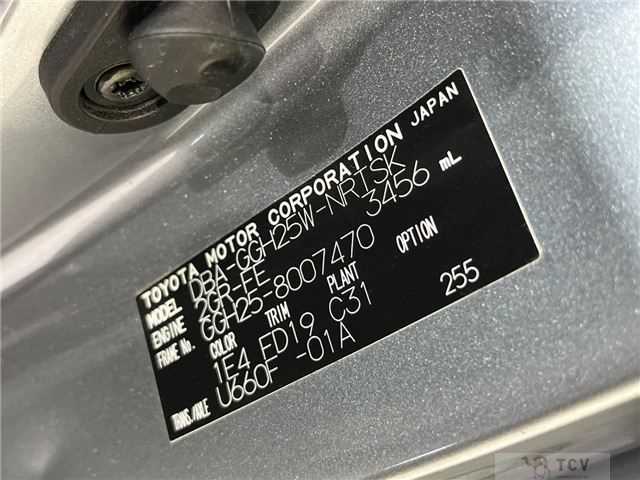 TOYOTA MOTOR CORPORATION JAPAN
MODEL DBA-GGH25W-NRTSK
ENGINE 2GR-FE 3456 mL
FRAME No. GGH25-8007470
COLOR TRIM PLANT OPTION
1E4 FD19 C31 255
TRANS./AXLE U660F -01A
TCV